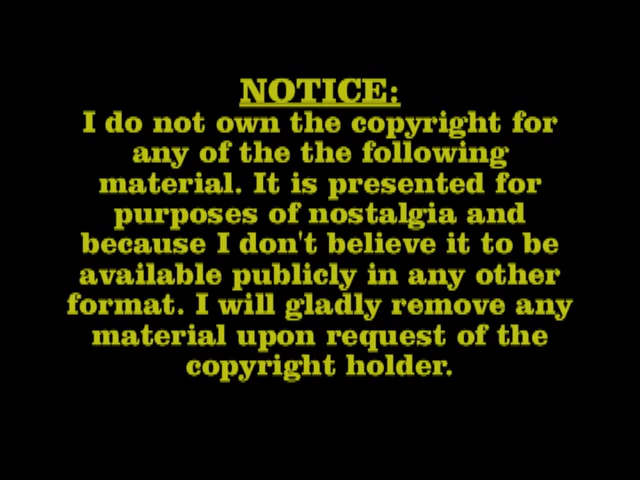 NOTICE:
I do not own the copyright for
any of the the following
material. It is presented for
purposes of nostalgia and
because I don't believe it to be
available publicly in any other
format. I will gladly remove any
material upon request of the
copyright holder.